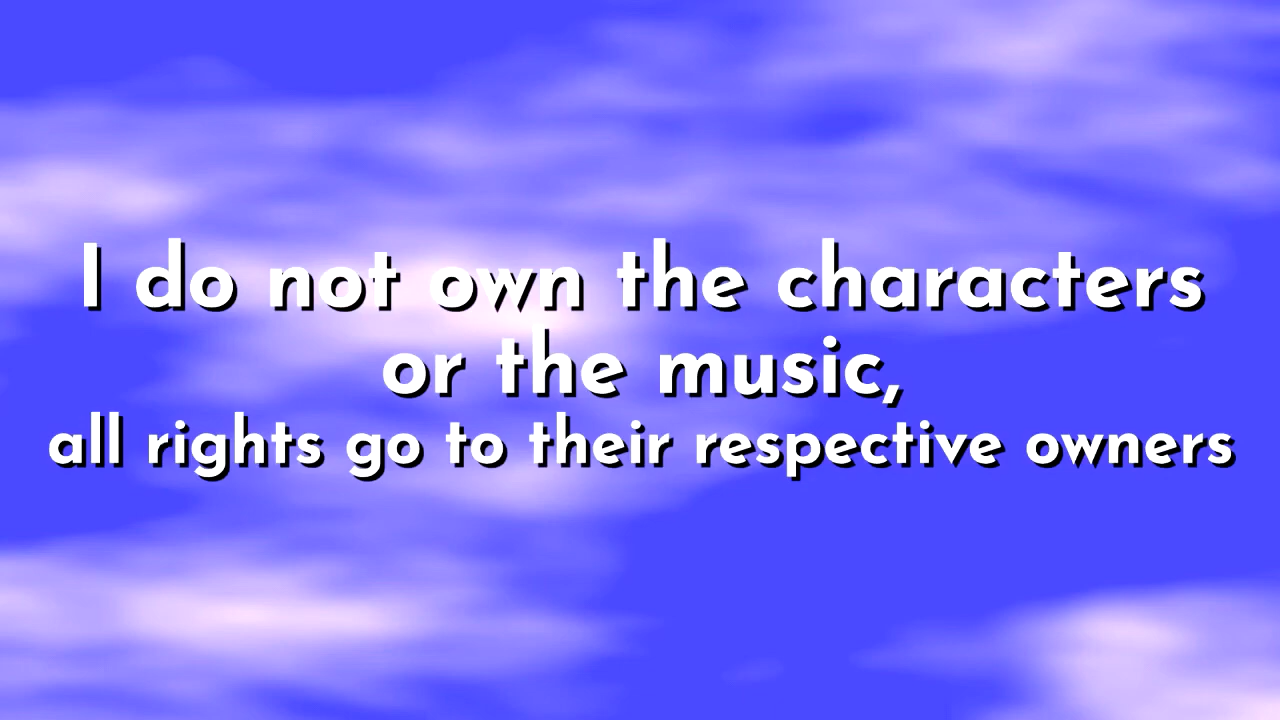 I do not own the characters
or the music,
all rights go to their respective owners